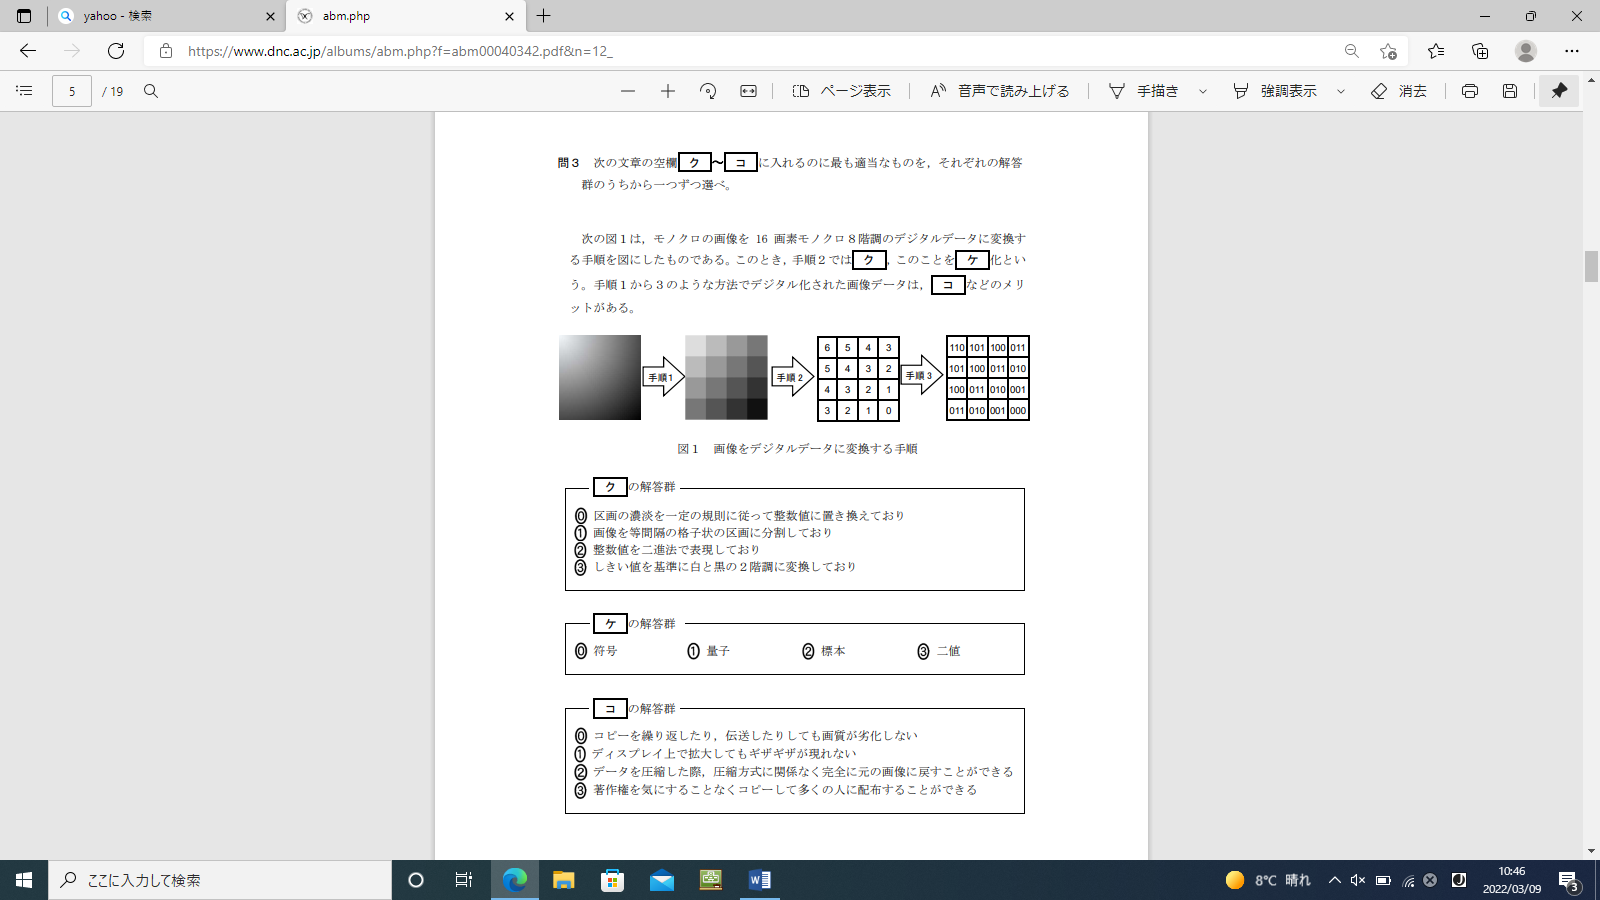 yahoo - 検索
abm.php
https://www.dnc.ac.jp/albums/abm.php?f=abm00040342.pdf&n=12_
5 / 19
ページ表示
音声で読み上げる
手描き
強調表示
消去
問３ 次の文章の空欄 ク ～ コ に入れるのに最も適当なものを，それぞれの解答
群のうちから一つずつ選べ。
次の図１は，モノクロの画像を 16 画素モノクロ８階調のデジタルデータに変換す
る手順を図にしたものである。このとき，手順２では ク ，このことを ケ 化とい
う。手順１から３のような方法でデジタル化された画像データは， コ などのメリ
ットがある。
手順1
手順 2
手順 3
6 5 4 3
5 4 3 2
4 3 2 1
3 2 1 0
110 101 100 011
101 100 011 010
100 011 010 001
011 010 001 000
図１ 画像をデジタルデータに変換する手順
ク の解答群
⓪ 区画の濃淡を一定の規則に従って整数値に置き換えており
① 画像を等間隔の格子状の区画に分割しており
② 整数値を二進法で表現しており
③ しきい値を基準に白と黒の２階調に変換しており
ケ の解答群
⓪ 符号 ① 量子 ② 標本 ③ 二値
コ の解答群
⓪ コピーを繰り返したり，伝送したりしても画質が劣化しない
① ディスプレイ上で拡大してもギザギザが現れない
② データを圧縮した際，圧縮方式に関係なく完全に元の画像に戻すことができる
③ 著作権を気にすることなくコピーして多くの人に配布することができる
ここに入力して検索
8℃ 晴れ
10:46
2022/03/09
3